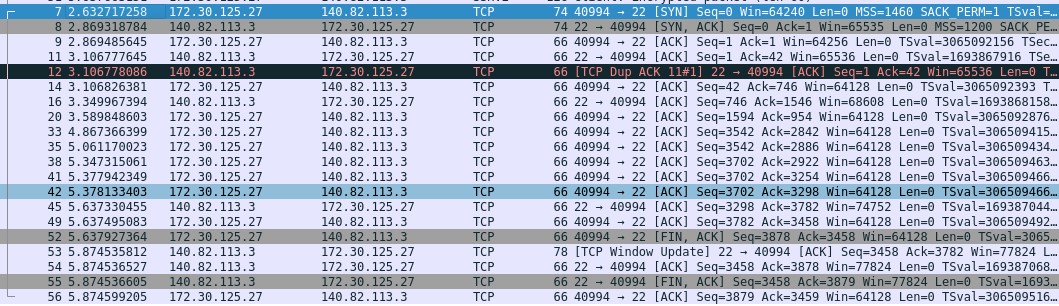 7 2.632717258 172.30.125.27 140.82.113.3 TCP 74 40994 → 22 [SYN] Seq=0 Win=64240 Len=0 MSS=1460 SACK_PERM=1 TSval=…
8 2.869318784 140.82.113.3 172.30.125.27 TCP 74 22 → 40994 [SYN, ACK] Seq=0 Ack=1 Win=65535 Len=0 MSS=1200 SACK_PE…
9 2.869485645 172.30.125.27 140.82.113.3 TCP 66 40994 → 22 [ACK] Seq=1 Ack=1 Win=64256 Len=0 TSval=3065092156 TSec…
11 3.106777645 140.82.113.3 172.30.125.27 TCP 66 22 → 40994 [ACK] Seq=1 Ack=42 Win=65536 Len=0 TSval=1693867916 TSe…
12 3.106778086 140.82.113.3 172.30.125.27 TCP 66 [TCP Dup ACK 11#1] 22 → 40994 [ACK] Seq=1 Ack=42 Win=65536 Len=0 T…
14 3.106826381 172.30.125.27 140.82.113.3 TCP 66 40994 → 22 [ACK] Seq=42 Ack=746 Win=64128 Len=0 TSval=3065092393 T…
16 3.349967394 140.82.113.3 172.30.125.27 TCP 66 22 → 40994 [ACK] Seq=746 Ack=1546 Win=68608 Len=0 TSval=1693868158…
20 3.589848603 172.30.125.27 140.82.113.3 TCP 66 40994 → 22 [ACK] Seq=1594 Ack=954 Win=64128 Len=0 TSval=3065092876…
33 4.867366399 172.30.125.27 140.82.113.3 TCP 66 40994 → 22 [ACK] Seq=3542 Ack=2842 Win=64128 Len=0 TSval=306509415…
35 5.061170023 172.30.125.27 140.82.113.3 TCP 66 40994 → 22 [ACK] Seq=3542 Ack=2886 Win=64128 Len=0 TSval=306509434…
38 5.347315061 172.30.125.27 140.82.113.3 TCP 66 40994 → 22 [ACK] Seq=3702 Ack=2922 Win=64128 Len=0 TSval=306509463…
41 5.377942349 172.30.125.27 140.82.113.3 TCP 66 40994 → 22 [ACK] Seq=3702 Ack=3254 Win=64128 Len=0 TSval=306509466…
42 5.378133403 172.30.125.27 140.82.113.3 TCP 66 40994 → 22 [ACK] Seq=3702 Ack=3298 Win=64128 Len=0 TSval=306509466…
45 5.637330455 140.82.113.3 172.30.125.27 TCP 66 22 → 40994 [ACK] Seq=3298 Ack=3782 Win=74752 Len=0 TSval=169387044…
49 5.637495083 172.30.125.27 140.82.113.3 TCP 66 40994 → 22 [ACK] Seq=3782 Ack=3458 Win=64128 Len=0 TSval=306509492…
52 5.637927364 172.30.125.27 140.82.113.3 TCP 66 40994 → 22 [FIN, ACK] Seq=3878 Ack=3458 Win=64128 Len=0 TSval=3065…
53 5.874535812 140.82.113.3 172.30.125.27 TCP 78 [TCP Window Update] 22 → 40994 [ACK] Seq=3458 Ack=3782 Win=77824 L…
54 5.874536527 140.82.113.3 172.30.125.27 TCP 66 22 → 40994 [ACK] Seq=3458 Ack=3878 Win=77824 Len=0 TSval=169387068…
55 5.874536605 140.82.113.3 172.30.125.27 TCP 66 22 → 40994 [FIN, ACK] Seq=3458 Ack=3879 Win=77824 Len=0 TSval=1693…
56 5.874599205 172.30.125.27 140.82.113.3 TCP 66 40994 → 22 [ACK] Seq=3879 Ack=3459 Win=64128 Len=0 TSval=306509516…